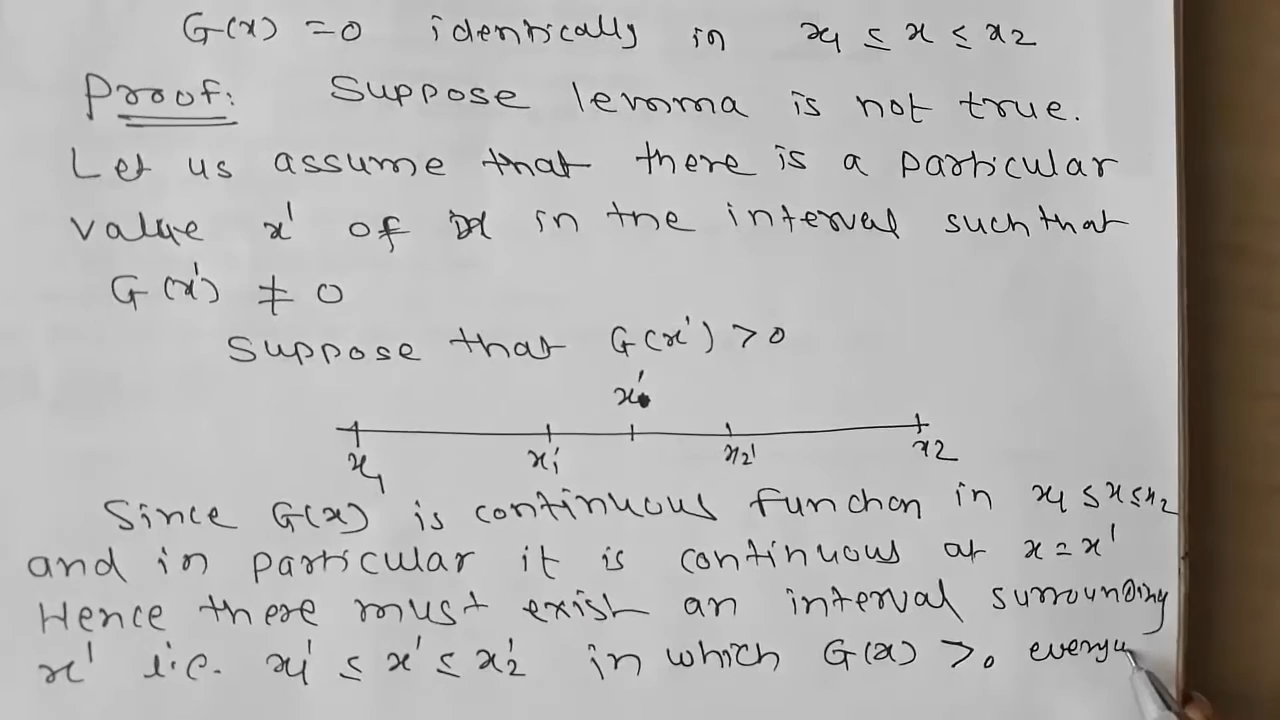 G(x) = 0 identically in x1 ≤ x ≤ x2
Proof: Suppose lemma is not true.
Let us assume that there is a particular
value x' of x in the interval such that
G(x') ≠ 0
Suppose that G(x') > 0
x'
x1 x1' x2' x2
Since G(x) is continuous function in x1 ≤ x ≤ x2
and in particular it is continuous at x = x'
Hence there must exist an interval surrounding
x' i.e. x1' ≤ x' ≤ x2' in which G(x) > 0